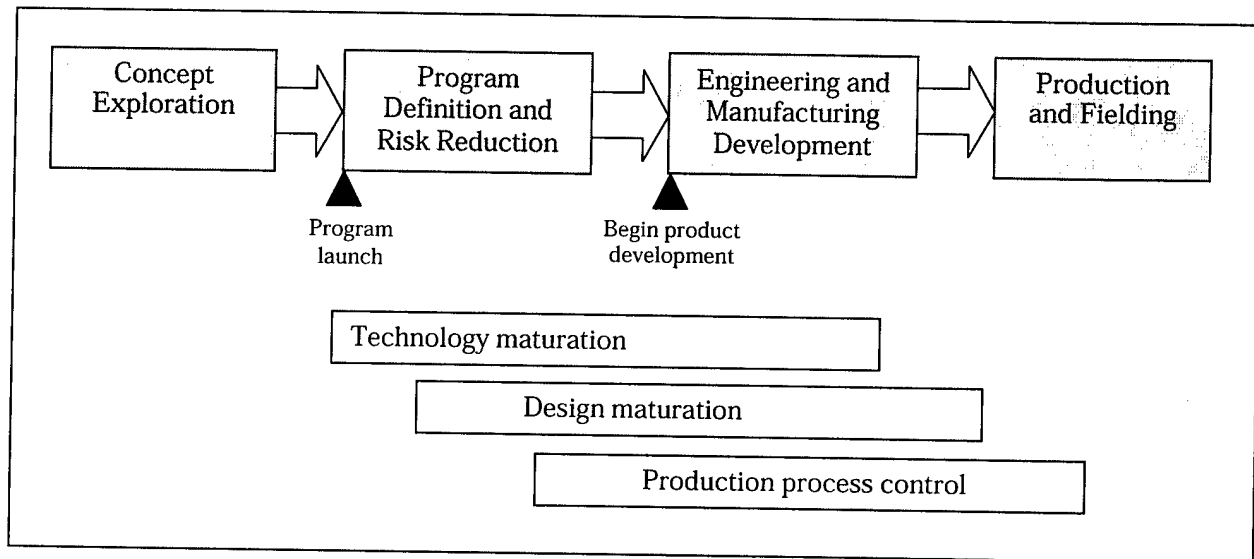 Concept
Exploration
Program
Definition and
Risk Reduction
Engineering and
Manufacturing
Development
Production
and Fielding
Program
launch
Begin product
development
Technology maturation
Design maturation
Production process control